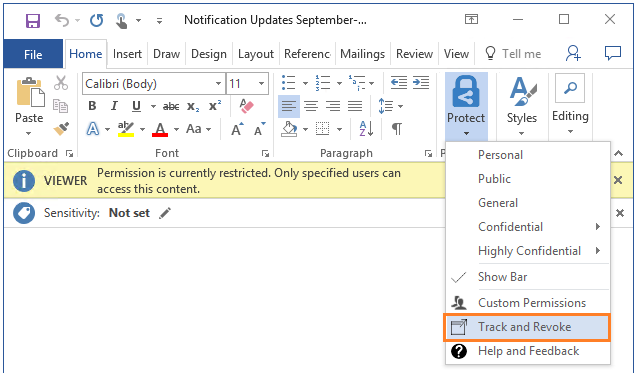 Notification Updates September-...
File Home Insert Draw Design Layout Referenc Mailings Review View Tell me
Calibri (Body) 11
Paste
B I U abc x₂ x²
A A Aa A A
Protect Styles Editing
Clipboard Font Paragraph P
VIEWER Permission is currently restricted. Only specified users can
access this content.
Sensitivity: Not set
Personal
Public
General
Confidential
Highly Confidential
Show Bar
Custom Permissions
Track and Revoke
Help and Feedback